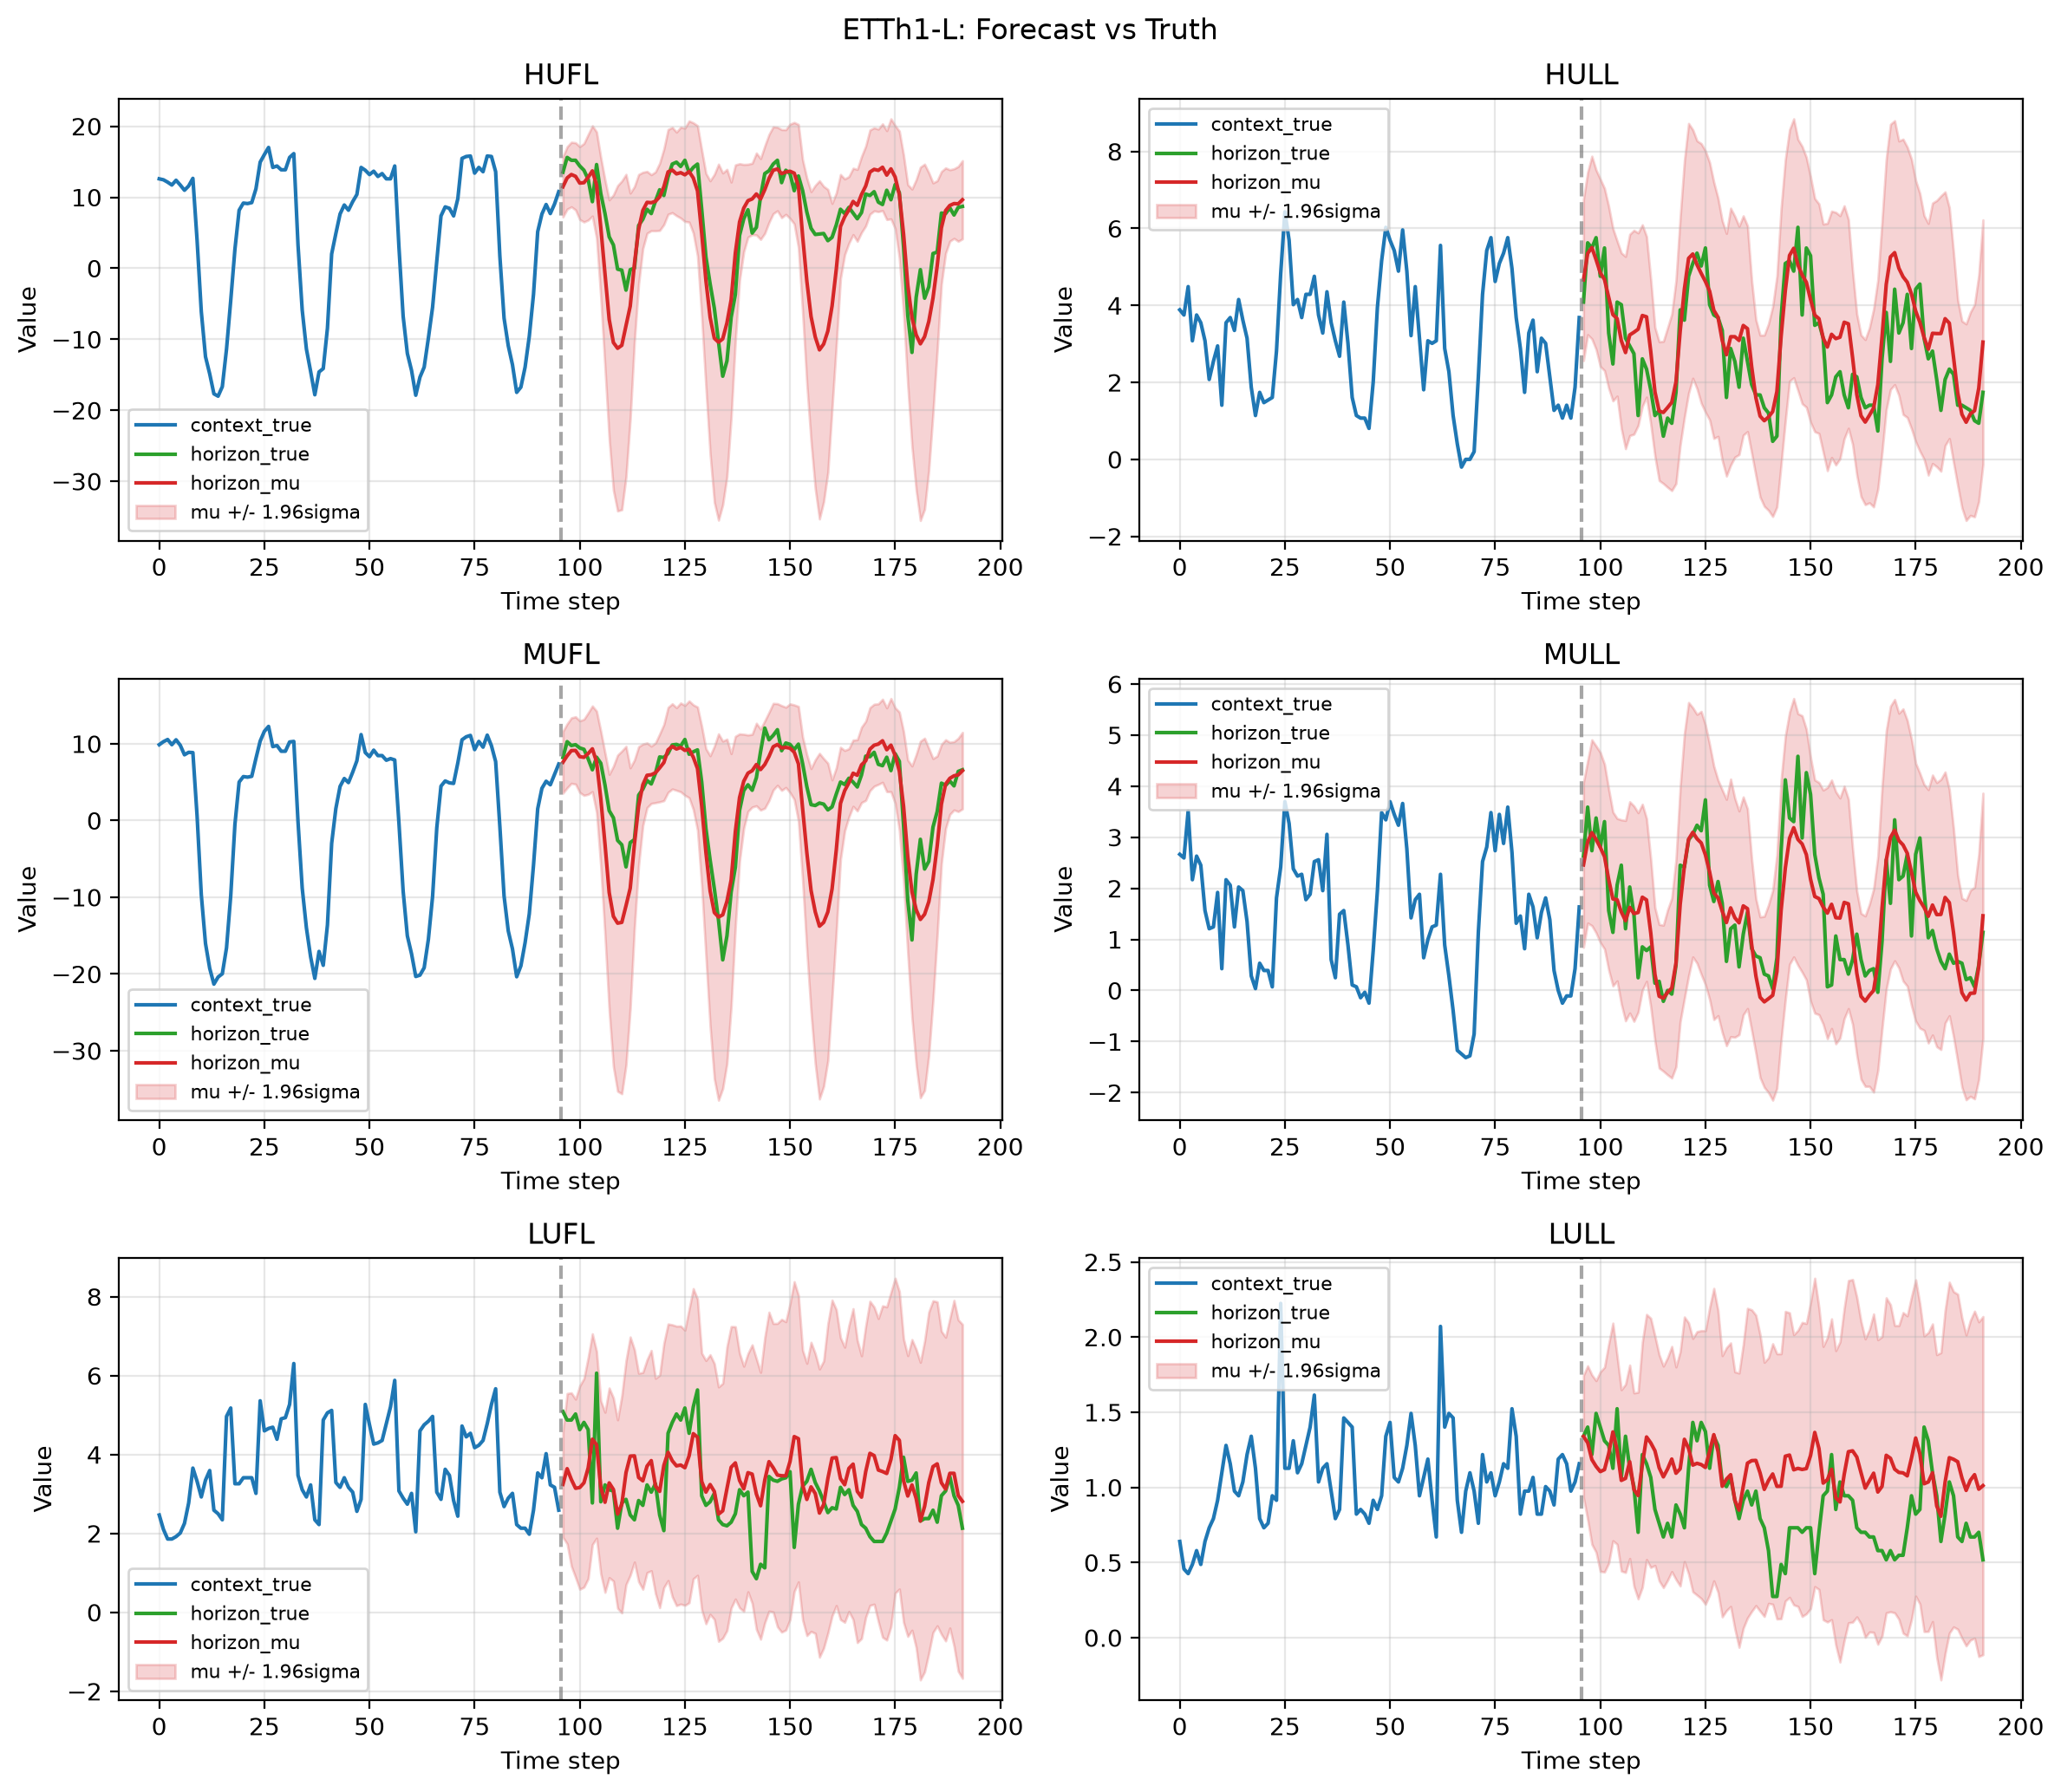 ETTh1-L: Forecast vs Truth
HUFL
Value
20
10
0
−10
−20
−30
context_true
horizon_true
horizon_mu
mu +/- 1.96sigma
0 25 50 75 100 125 150 175 200
Time step
HULL
Value
8
6
4
2
0
−2
context_true
horizon_true
horizon_mu
mu +/- 1.96sigma
0 25 50 75 100 125 150 175 200
Time step
MUFL
Value
10
0
−10
−20
−30
context_true
horizon_true
horizon_mu
mu +/- 1.96sigma
0 25 50 75 100 125 150 175 200
Time step
MULL
Value
6
5
4
3
2
1
0
−1
−2
context_true
horizon_true
horizon_mu
mu +/- 1.96sigma
0 25 50 75 100 125 150 175 200
Time step
LUFL
Value
8
6
4
2
0
−2
context_true
horizon_true
horizon_mu
mu +/- 1.96sigma
0 25 50 75 100 125 150 175 200
Time step
LULL
Value
2.5
2.0
1.5
1.0
0.5
0.0
context_true
horizon_true
horizon_mu
mu +/- 1.96sigma
0 25 50 75 100 125 150 175 200
Time step